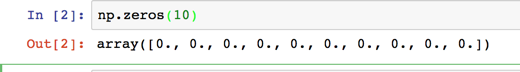 In [2]: np.zeros(10)
Out[2]: array([0., 0., 0., 0., 0., 0., 0., 0., 0., 0.])